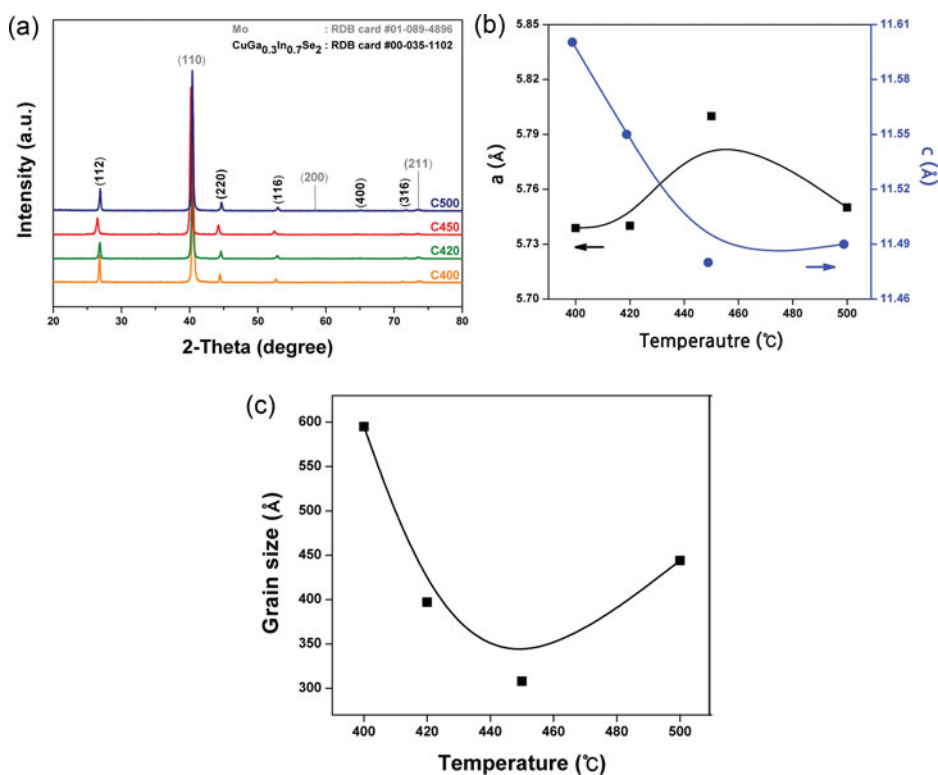 (a)
Mo : RDB card #01-089-4896
CuGa0.3In0.7Se2 : RDB card #00-035-1102
(110)
(112)
(220)
(116)
(200)
(400)
(316)
(211)
C500
C450
C420
C400
Intensity (a.u.)
20 30 40 50 60 70 80
2-Theta (degree)
(b)
5.85
5.82
5.79
5.76
5.73
5.70
a (Å)
11.61
11.58
11.55
11.52
11.49
11.46
c (Å)
400 420 440 460 480 500
Temperautre (℃)
(c)
600
550
500
450
400
350
300
Grain size (Å)
400 420 440 460 480 500
Temperature (℃)